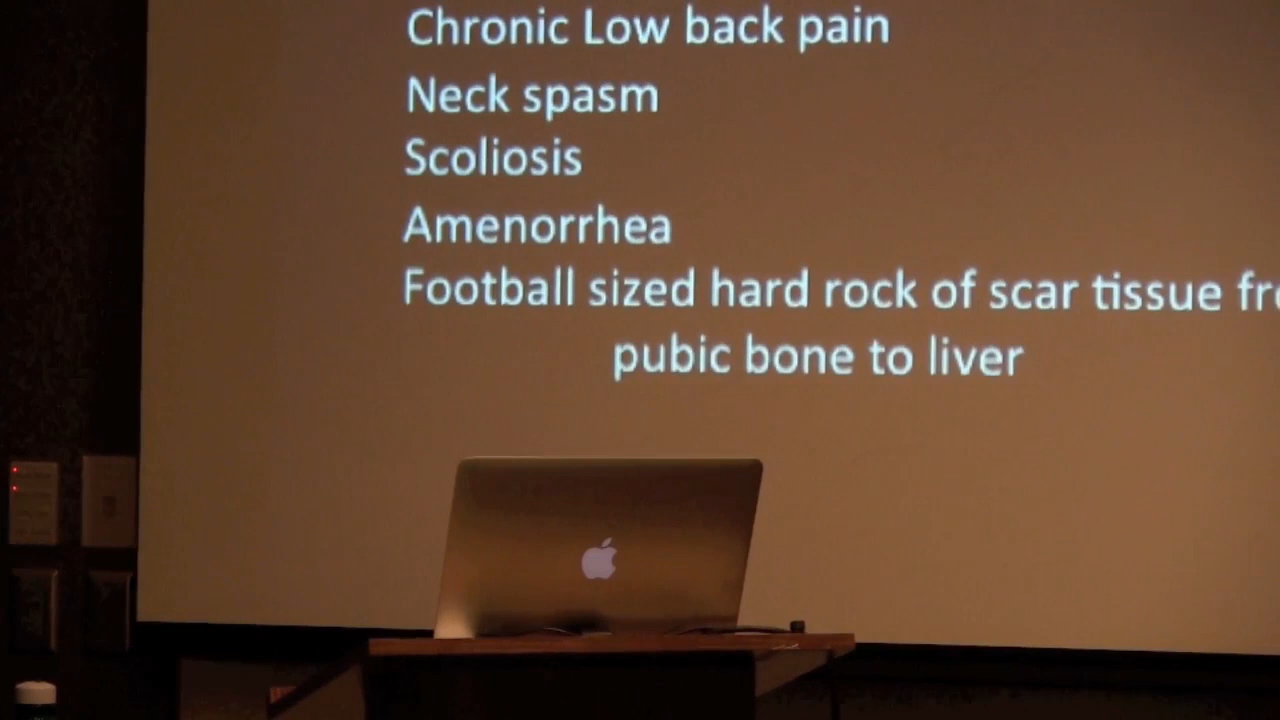 Chronic Low back pain
Neck spasm
Scoliosis
Amenorrhea
Football sized hard rock of scar tissue
pubic bone to liver